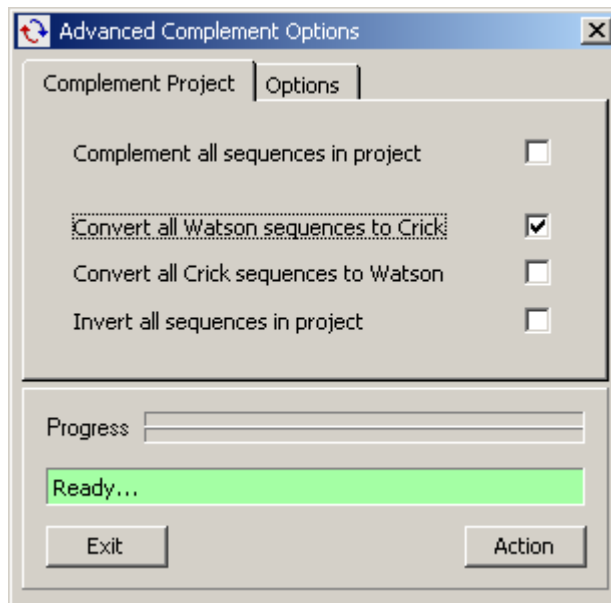 Advanced Complement Options
Complement Project Options
Complement all sequences in project
Convert all Watson sequences to Crick
Convert all Crick sequences to Watson
Invert all sequences in project
Progress
Ready...
Exit Action